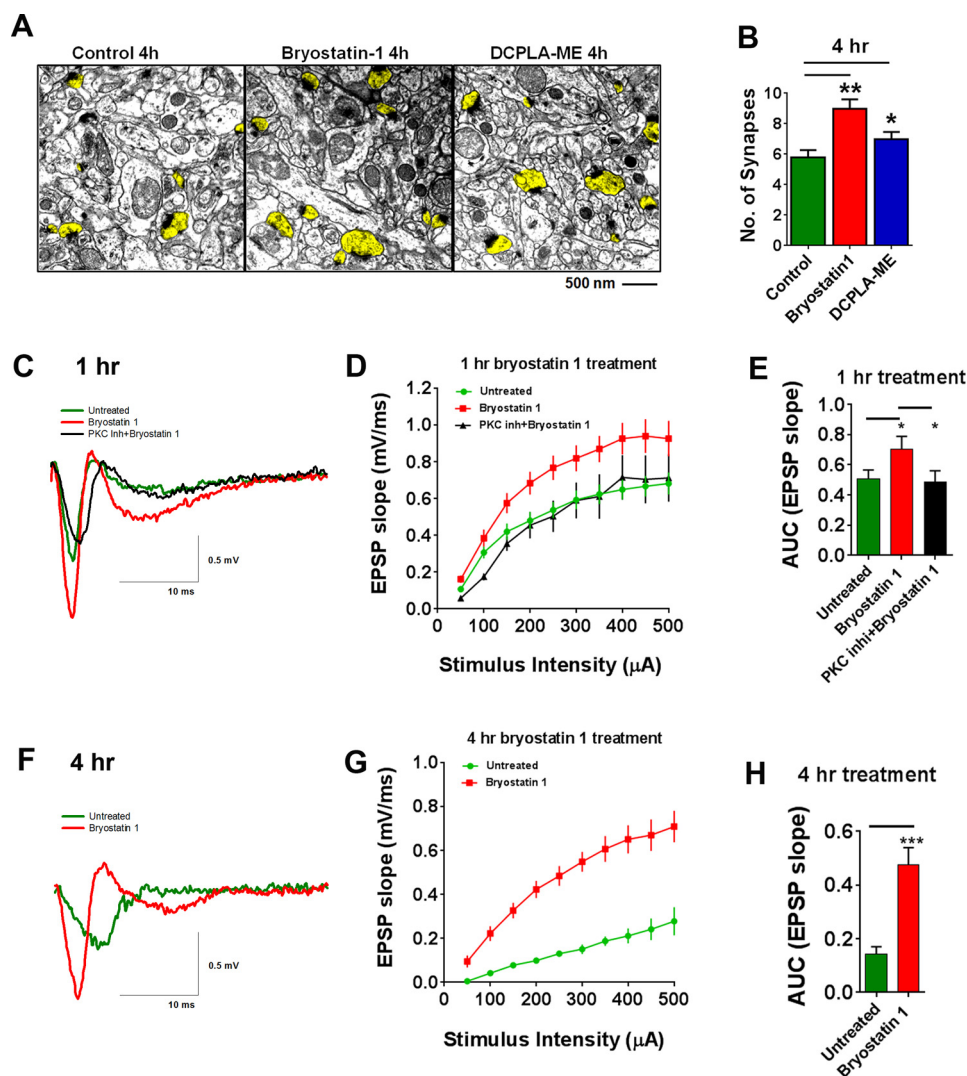 A
Control 4h
Bryostatin-1 4h
DCPLA-ME 4h
500 nm
B
4 hr
**
*
No. of Synapses
10
8
6
4
2
0
Control
Bryostatin1
DCPLA-ME
C
1 hr
Untreated
Bryostatin 1
PKC Inh+Bryostatin 1
0.5 mV
10 ms
D
1 hr bryostatin 1 treatment
Untreated
Bryostatin 1
PKC inh+Bryostatin 1
EPSP slope (mV/ms)
1.0
0.8
0.6
0.4
0.2
0.0
0 100 200 300 400 500
Stimulus Intensity (μA)
E
1 hr treatment
* *
AUC (EPSP slope)
1.0
0.8
0.6
0.4
0.2
0.0
Untreated
Bryostatin 1
PKC inhi+Bryostatin 1
F
4 hr
Untreated
Bryostatin 1
0.5 mV
10 ms
G
4 hr bryostatin 1 treatment
Untreated
Bryostatin 1
EPSP slope (mV/ms)
1.0
0.8
0.6
0.4
0.2
0.0
0 100 200 300 400 500
Stimulus Intensity (μA)
H
4 hr treatment
***
AUC (EPSP slope)
0.6
0.4
0.2
0.0
Untreated
Bryostatin 1